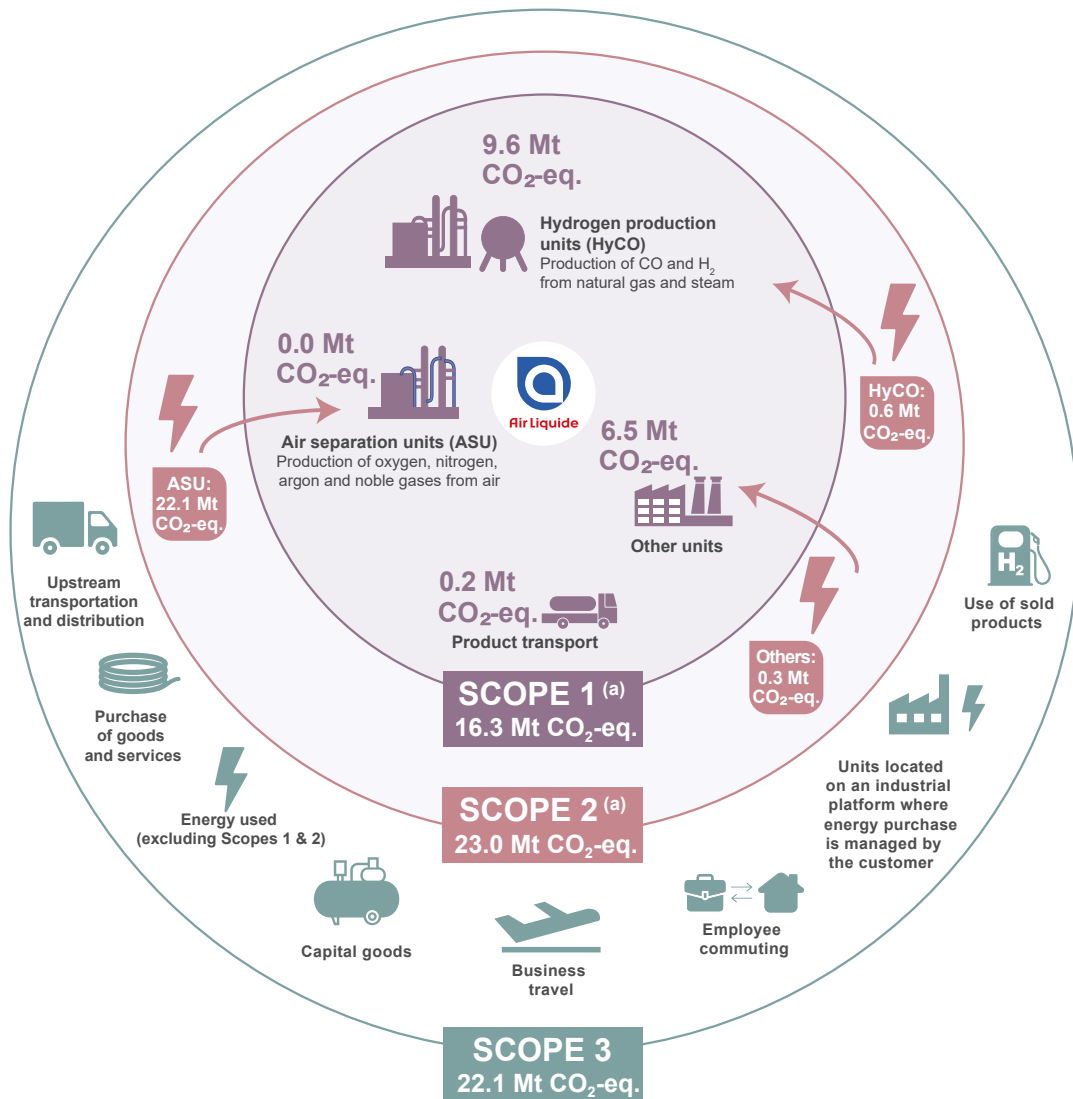 9.6 Mt
CO₂-eq.
Hydrogen production
units (HyCO)
Production of CO and H₂
from natural gas and steam
0.0 Mt
CO₂-eq.
Air separation units (ASU)
Production of oxygen, nitrogen,
argon and noble gases from air
Air Liquide
6.5 Mt
CO₂-eq.
Other units
0.2 Mt
CO₂-eq.
Product transport
HyCO:
0.6 Mt
CO₂-eq.
ASU:
22.1 Mt
CO₂-eq.
Others:
0.3 Mt
CO₂-eq.
SCOPE 1 (a)
16.3 Mt CO₂-eq.
SCOPE 2 (a)
23.0 Mt CO₂-eq.
Upstream
transportation
and distribution
Purchase
of goods
and services
Energy used
(excluding Scopes 1 & 2)
Capital goods
Business
travel
Employee
commuting
Units located
on an industrial
platform where
energy purchase
is managed by
the customer
H₂
Use of sold
products
SCOPE 3
22.1 Mt CO₂-eq.